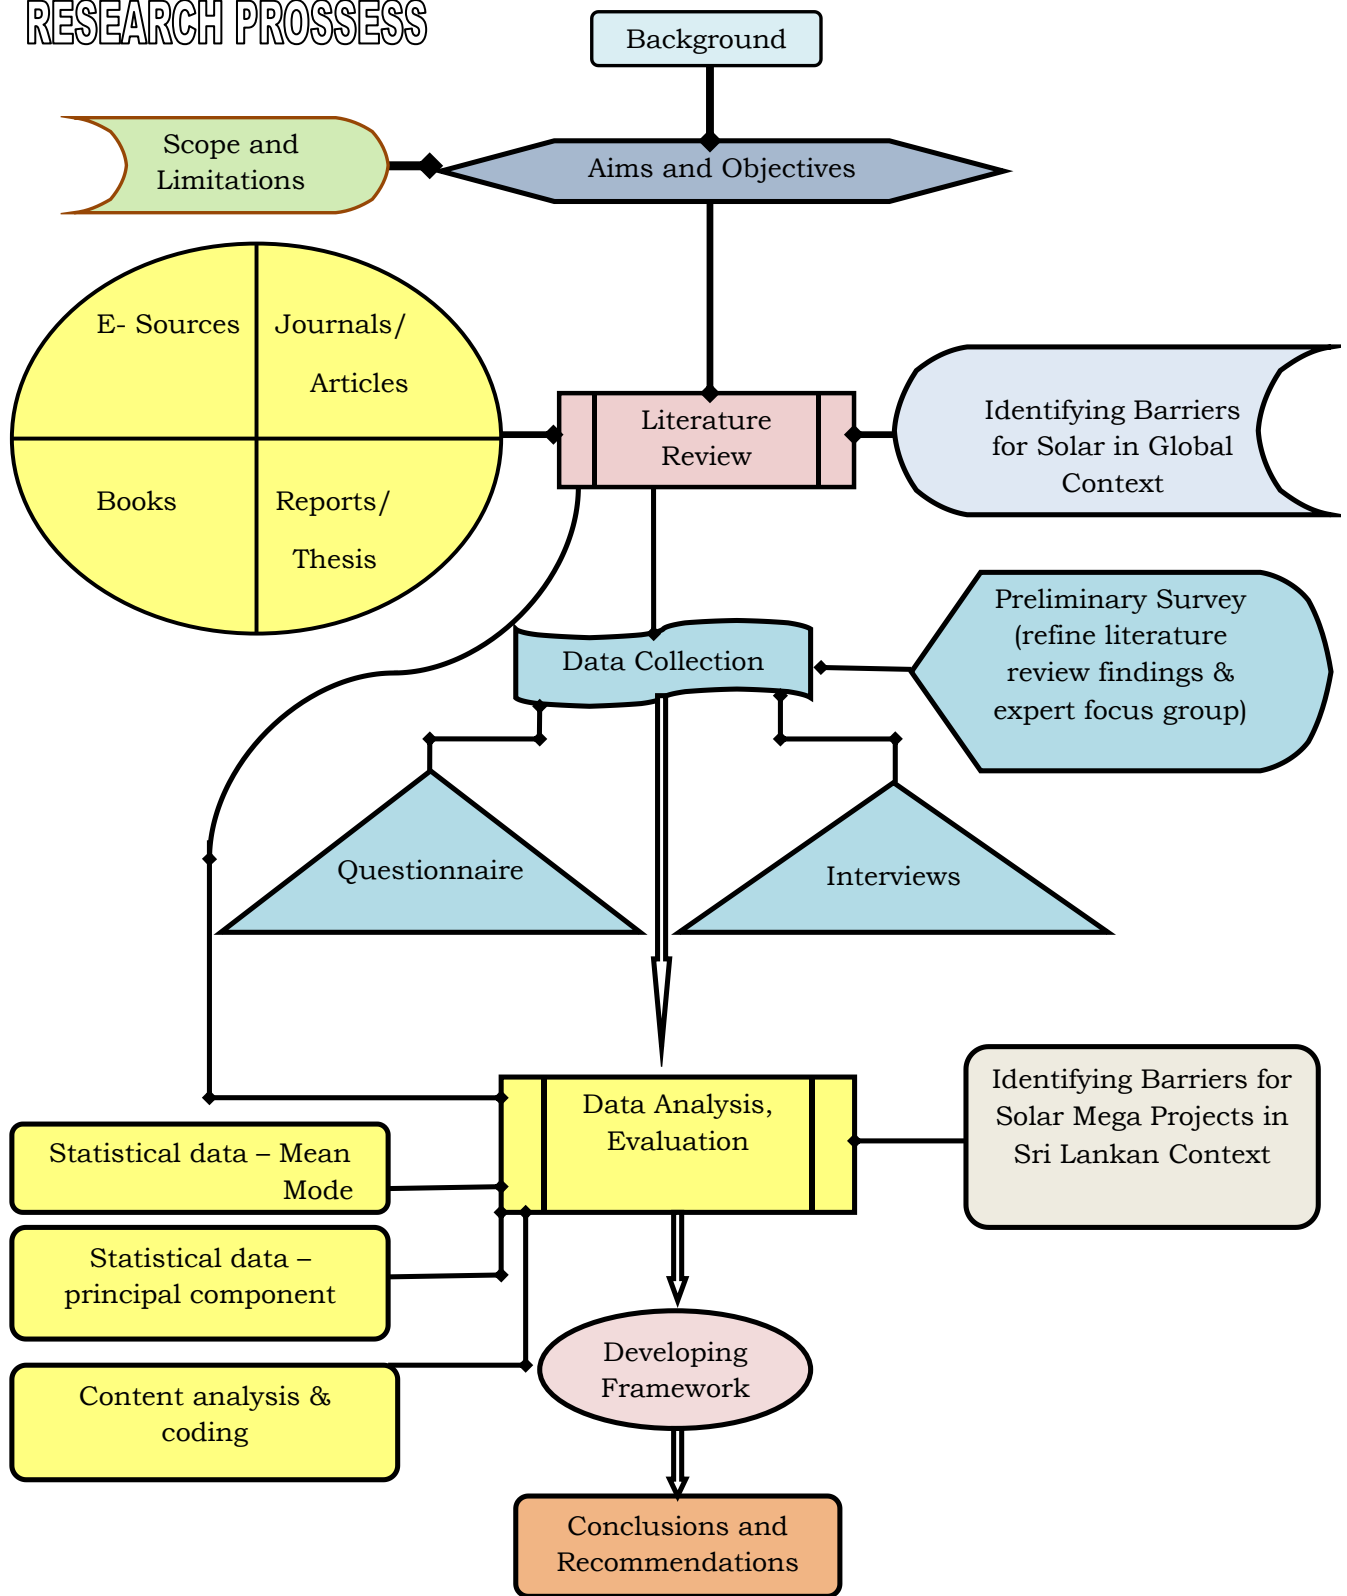 RESEARCH PROSSESS
Background
Scope and
Limitations
Aims and Objectives
E- Sources
Journals/
Articles
Books
Reports/
Thesis
Literature
Review
Identifying Barriers
for Solar in Global
Context
Preliminary Survey
(refine literature
review findings &
expert focus group)
Data Collection
Questionnaire
Interviews
Data Analysis,
Evaluation
Identifying Barriers for
Solar Mega Projects in
Sri Lankan Context
Statistical data – Mean
Mode
Statistical data –
principal component
Content analysis &
coding
Developing
Framework
Conclusions and
Recommendations